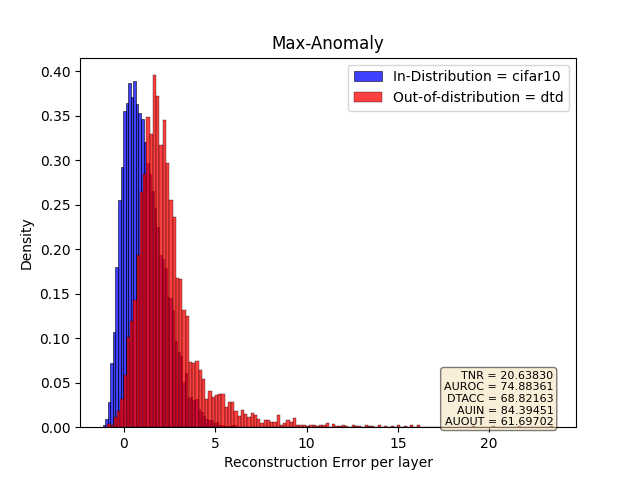 Max-Anomaly
In-Distribution = cifar10
Out-of-distribution = dtd
Density
0.40
0.35
0.30
0.25
0.20
0.15
0.10
0.05
0.00
TNR = 20.63830
AUROC = 74.88361
DTACC = 68.82163
AUIN = 84.39451
AUOUT = 61.69702
0 5 10 15 20
Reconstruction Error per layer